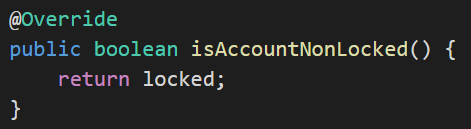 @Override
public boolean isAccountNonLocked() {
    return locked;
}